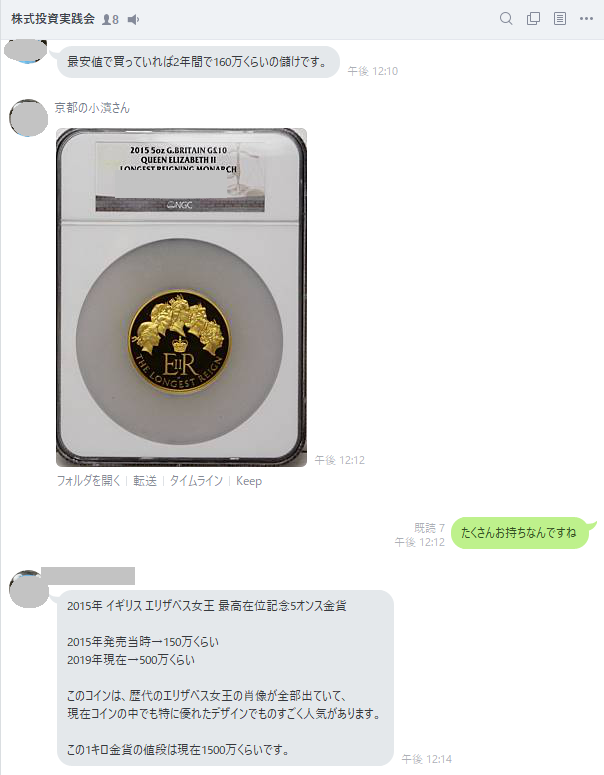 株式投資実践会 8
最安値で買っていれば2年間で160万くらいの儲けです。
午後 12:10
京都の小濱さん
2015 5oz G.BRITAIN G£10
QUEEN ELIZABETH II
LONGEST REIGNING MONARCH
NGC
EIIR
THE LONGEST REIGN
午後 12:12
フォルダを開く | 転送 | タイムライン | Keep
既読 7
午後 12:12
たくさんお持ちなんですね
2015年 イギリス エリザベス女王 最高在位記念5オンス金貨
2015年発売当時→150万くらい
2019年現在→500万くらい
このコインは、歴代のエリザベス女王の肖像が全部出ていて、
現在コインの中でも特に優れたデザインでものすごく人気があります。
この1キロ金貨の値段は現在1500万くらいです。
午後 12:14